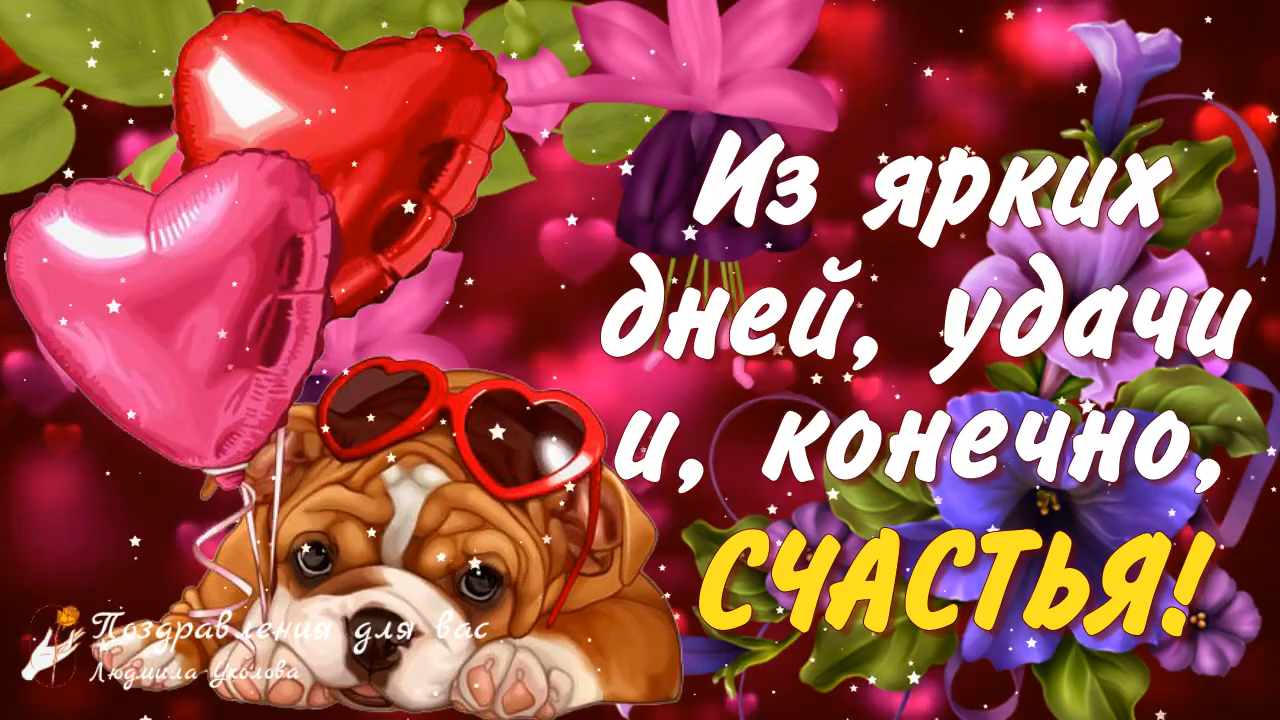 Из ярких
дней, удачи
и, конечно,
СЧАСТЬЯ!
Поздравления для вас
Людмила Уколова